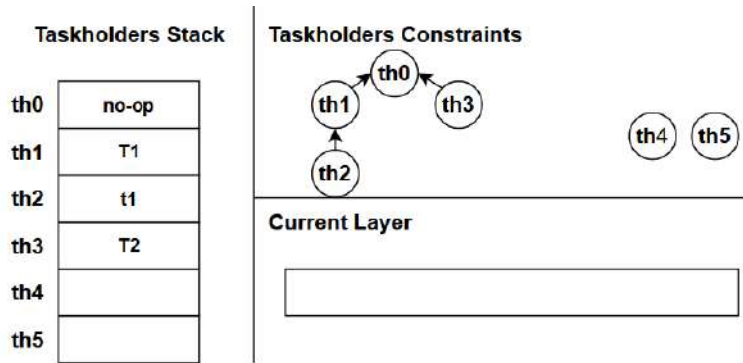 Taskholders Stack
th0 no-op
th1 T1
th2 t1
th3 T2
th4
th5
Taskholders Constraints
th0
th1 th3
th4 th5
th2
Current Layer